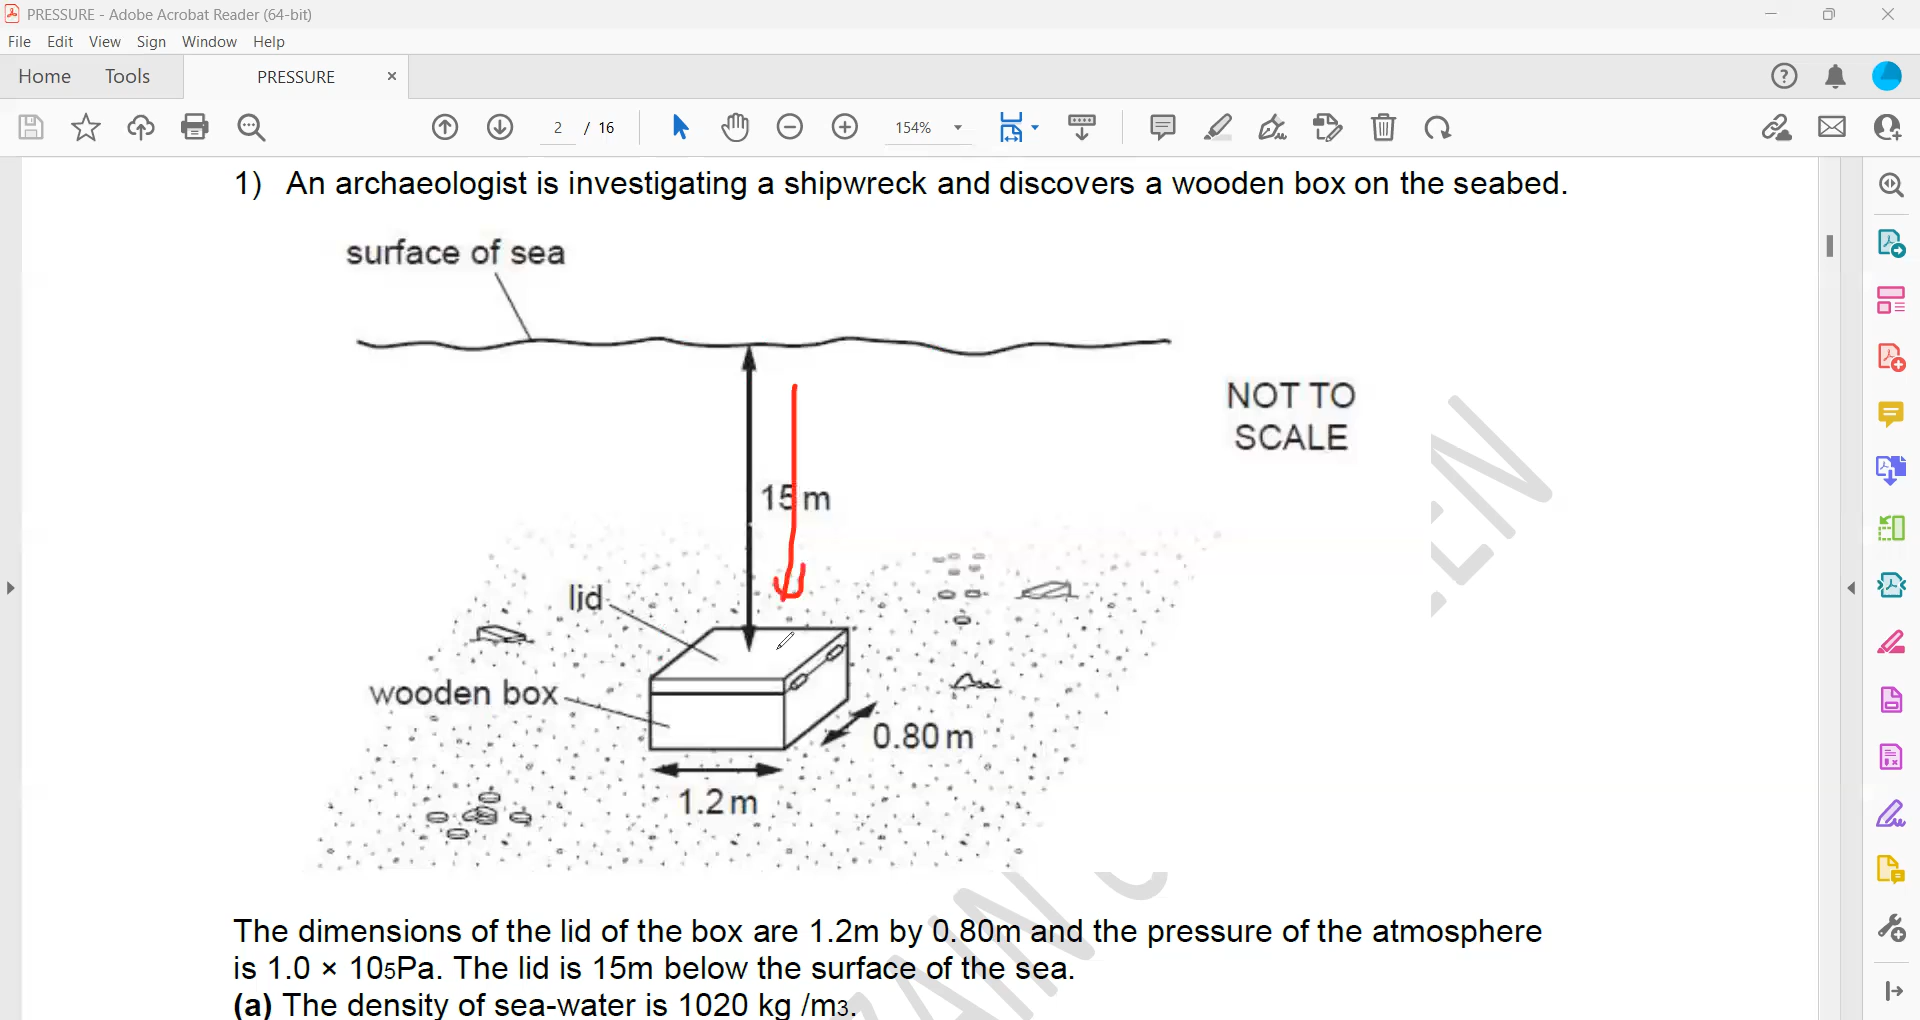 PRESSURE - Adobe Acrobat Reader (64-bit)
File Edit View Sign Window Help
Home Tools PRESSURE ×
2 / 16 154%
1) An archaeologist is investigating a shipwreck and discovers a wooden box on the seabed.
surface of sea
NOT TO
SCALE
15 m
lid
wooden box
0.80 m
1.2 m
The dimensions of the lid of the box are 1.2m by 0.80m and the pressure of the atmosphere
is 1.0 × 105Pa. The lid is 15m below the surface of the sea.
(a) The density of sea-water is 1020 kg /m3.